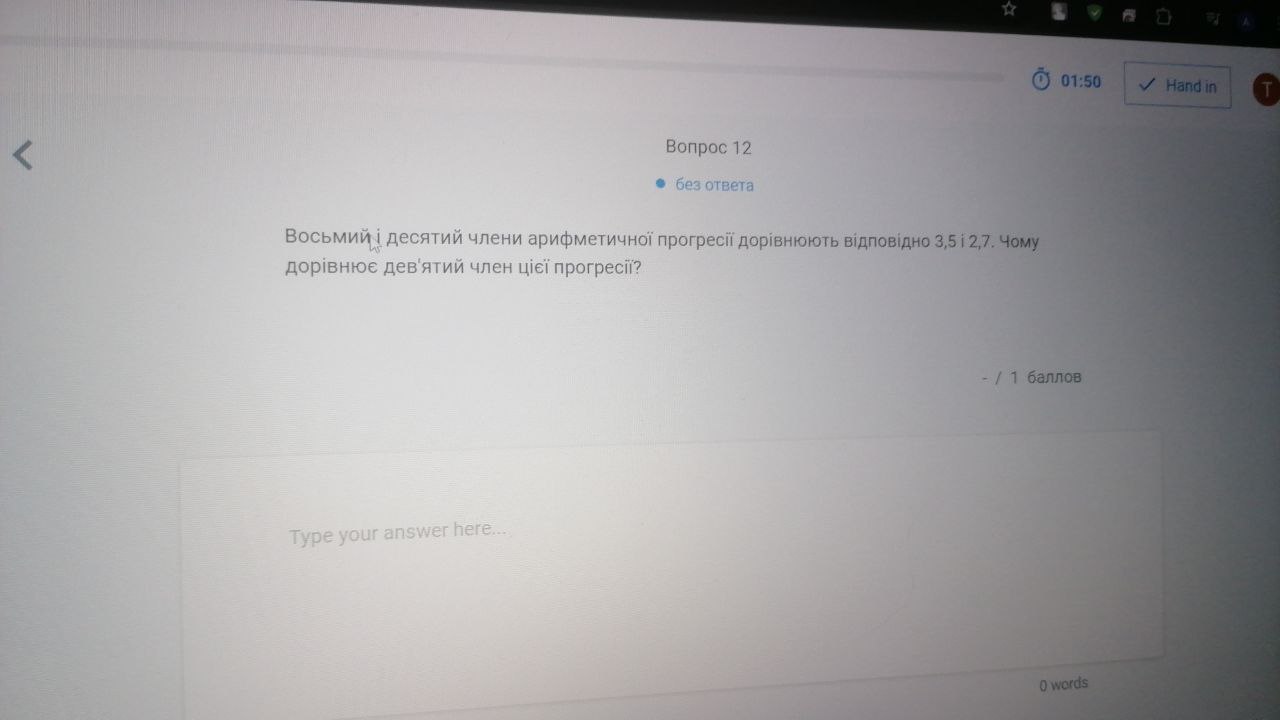 01:50
Hand in
T
Вопрос 12
без ответа
Восьмий і десятий члени арифметичної прогресії дорівнюють відповідно 3,5 і 2,7. Чому
дорівнює дев'ятий член цієї прогресії?
- / 1 баллов
Type your answer here...
0 words